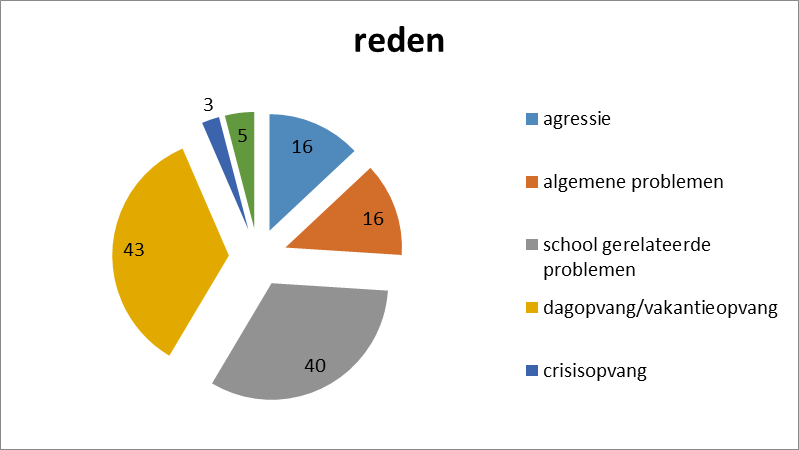 reden
3
5
16
16
43
40
agressie
algemene problemen
school gerelateerde
problemen
dagopvang/vakantieopvang
crisisopvang